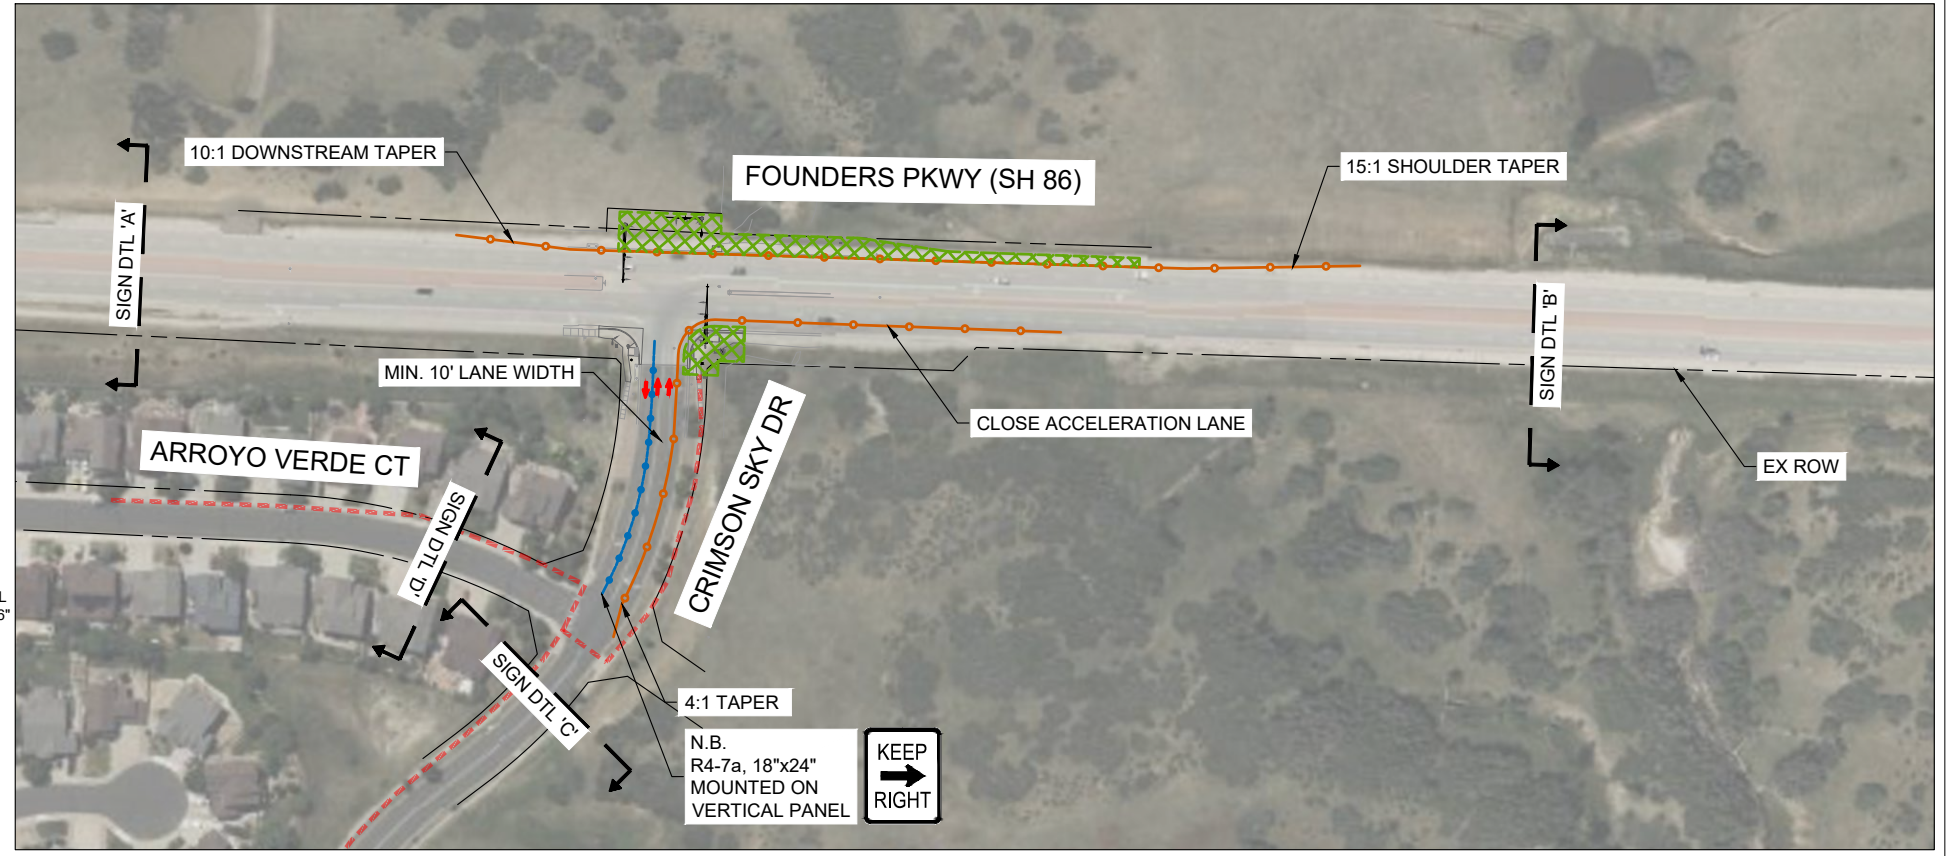 10:1 DOWNSTREAM TAPER
FOUNDERS PKWY (SH 86)
15:1 SHOULDER TAPER
SIGN DTL 'A'
SIGN DTL 'B'
MIN. 10' LANE WIDTH
CLOSE ACCELERATION LANE
ARROYO VERDE CT
CRIMSON SKY DR
EX ROW
SIGN DTL 'D'
SIGN DTL 'C'
4:1 TAPER
N.B.
R4-7a, 18"x24"
MOUNTED ON
VERTICAL PANEL
KEEP
RIGHT